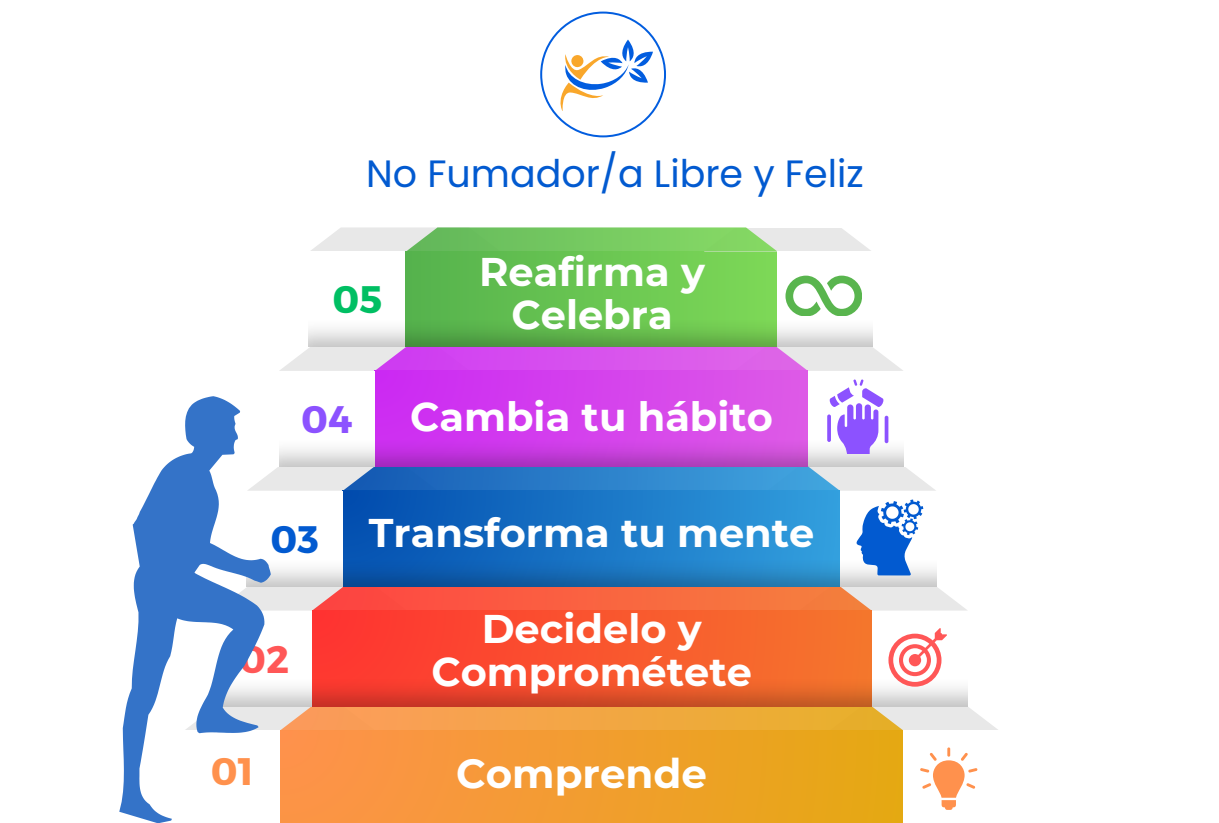 No Fumador/a Libre y Feliz
05
Reafirma y
Celebra
04
Cambia tu hábito
03
Transforma tu mente
02
Decidelo y
Comprométete
01
Comprende